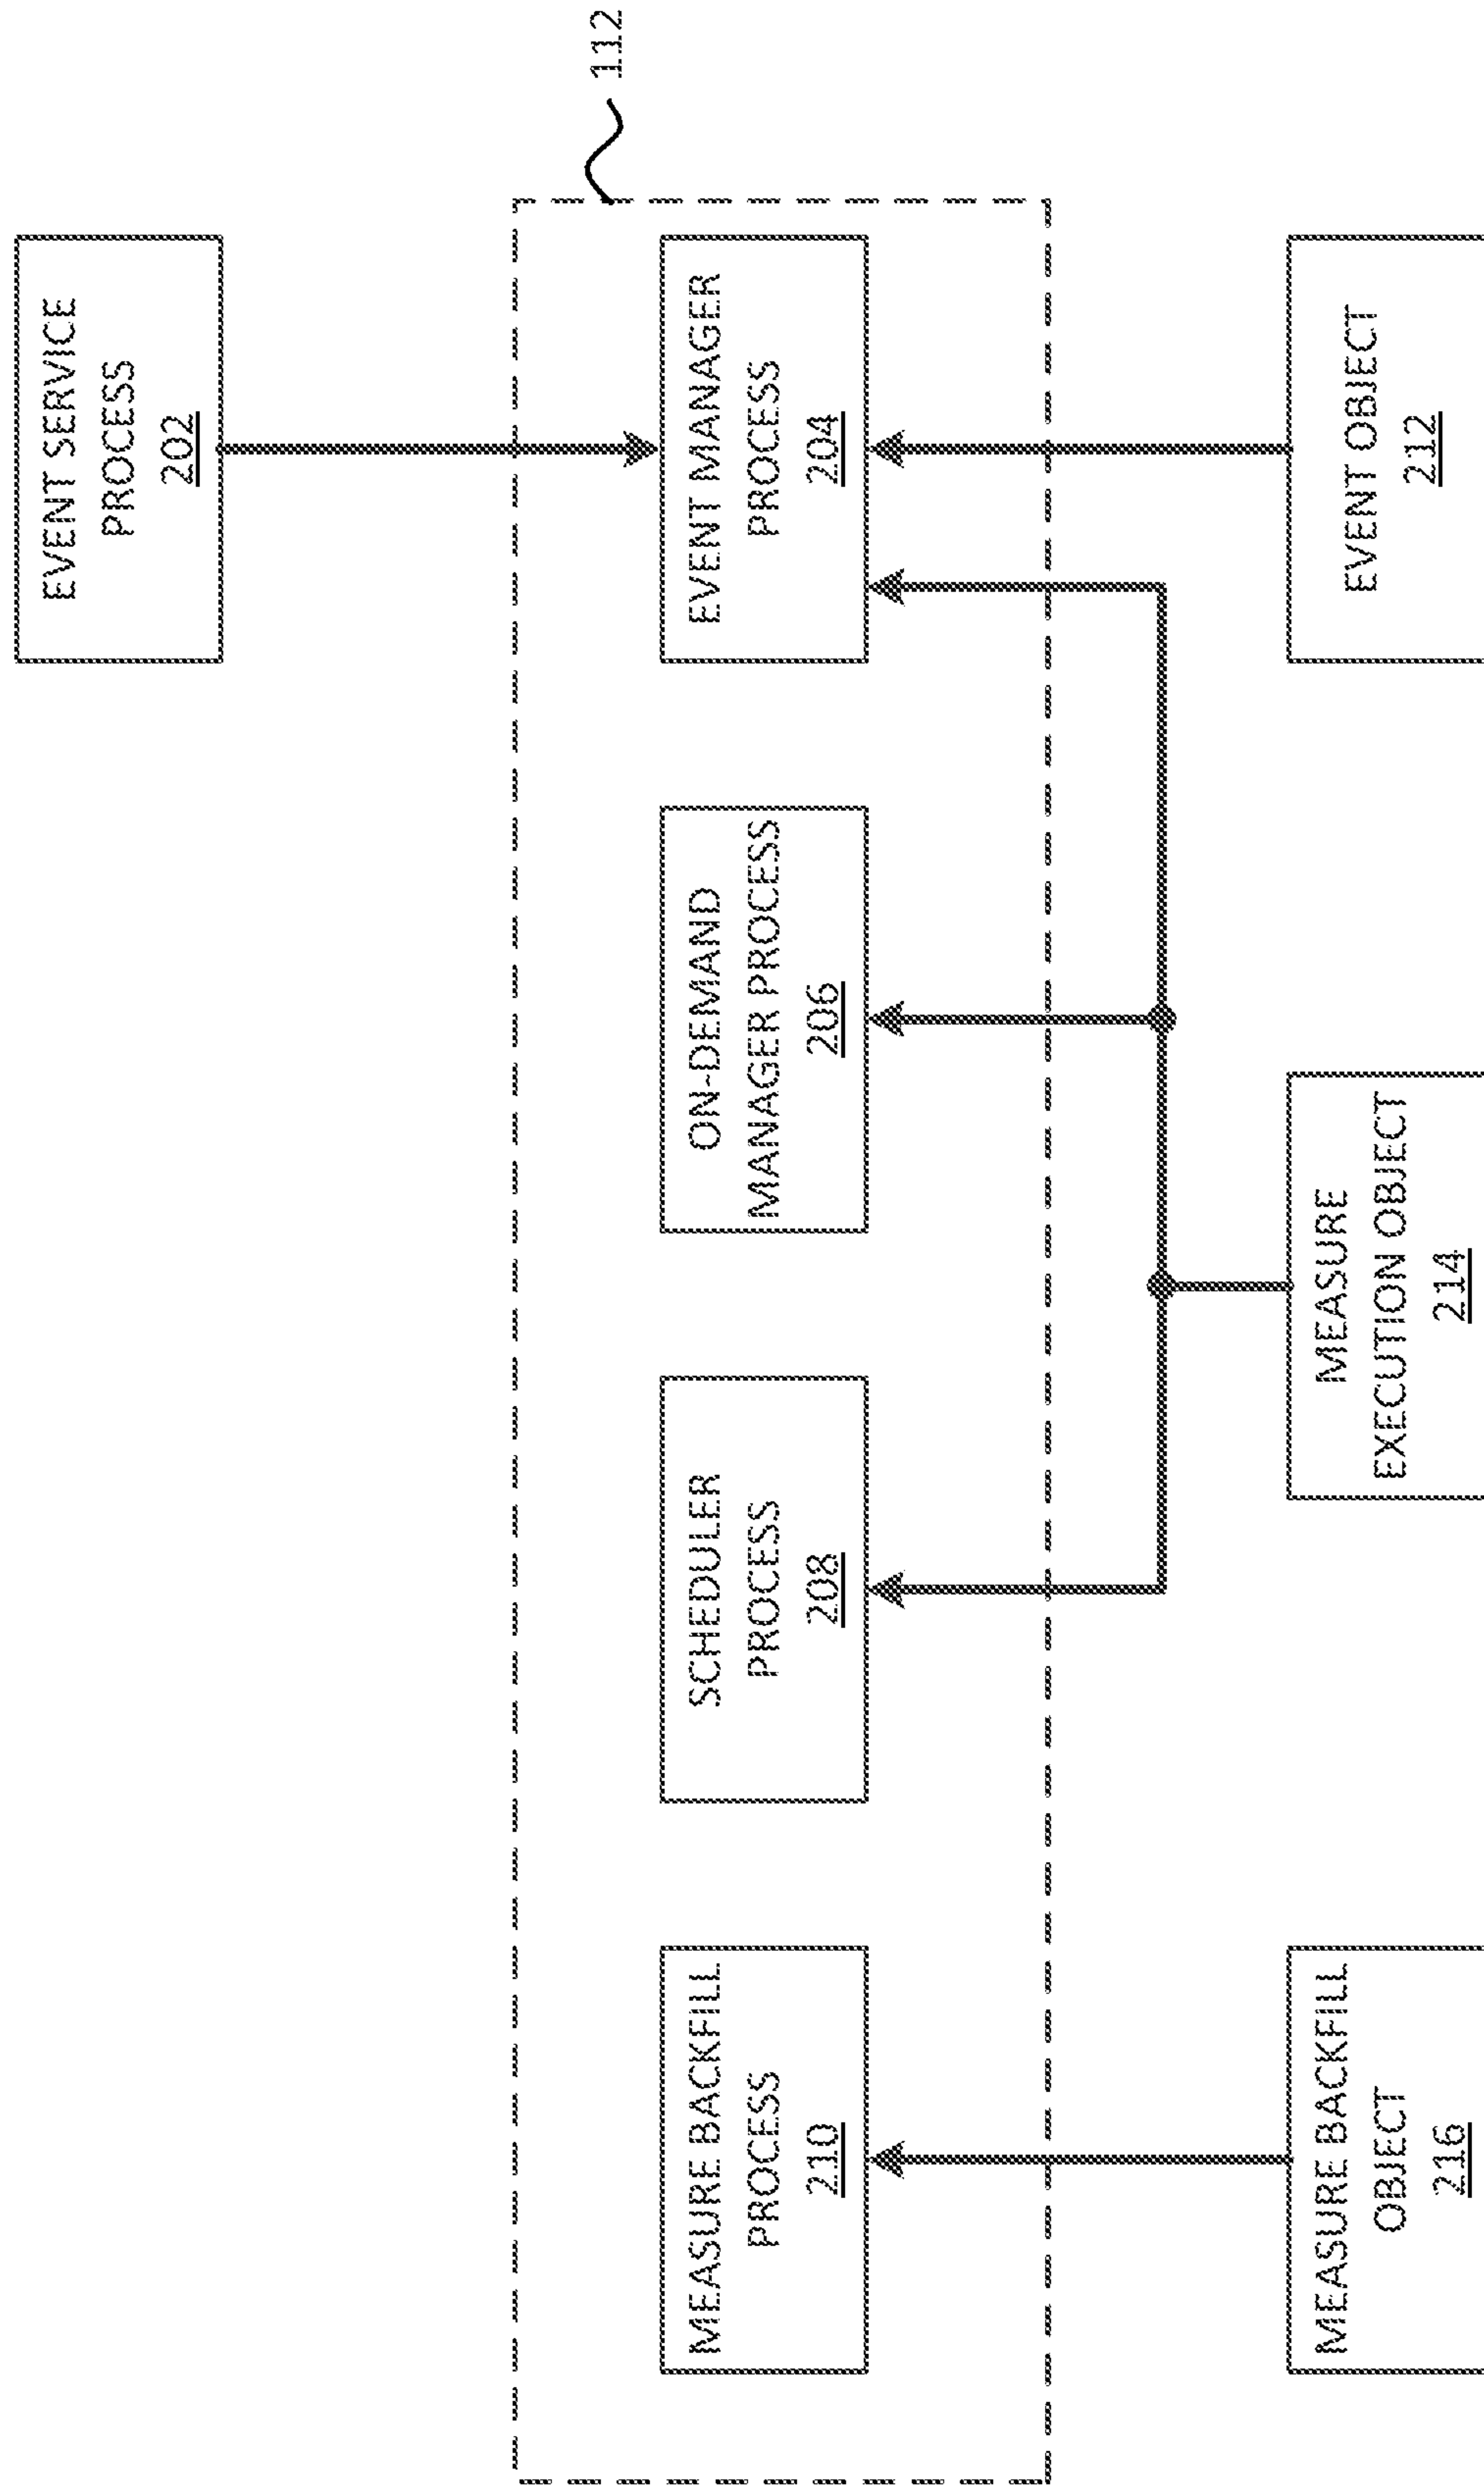 EVENT SERVICE
PROCESS
202
112
MEASURE BACKFILL
PROCESS
210
SCHEDULER
PROCESS
208
ON-DEMAND
MANAGER PROCESS
206
EVENT MANAGER
PROCESS
204
MEASURE BACKFILL
OBJECT
216
MEASURE
EXECUTION OBJECT
214
EVENT OBJECT
212